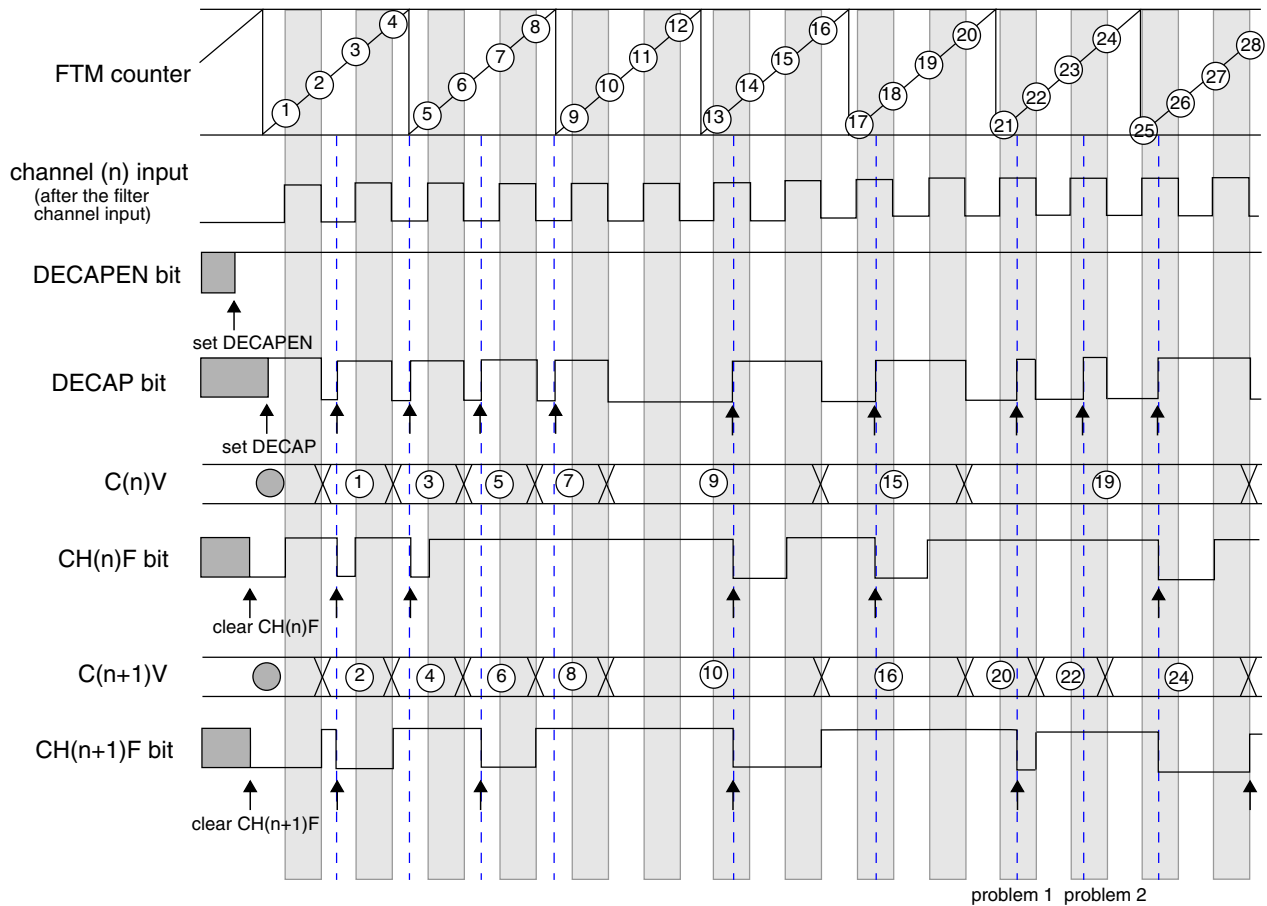 4 8 12 16 20 24 28
3 7 11 15 19 23 27
FTM counter
2 6 10 14 18 22 26
1 5 9 13 17 21 25
channel (n) input
(after the filter
channel input)
DECAPEN bit
set DECAPEN
DECAP bit
set DECAP
C(n)V 1 3 5 7 9 15 19
CH(n)F bit
clear CH(n)F
C(n+1)V 2 4 6 8 10 16 20 22 24
CH(n+1)F bit
clear CH(n+1)F
problem 1 problem 2